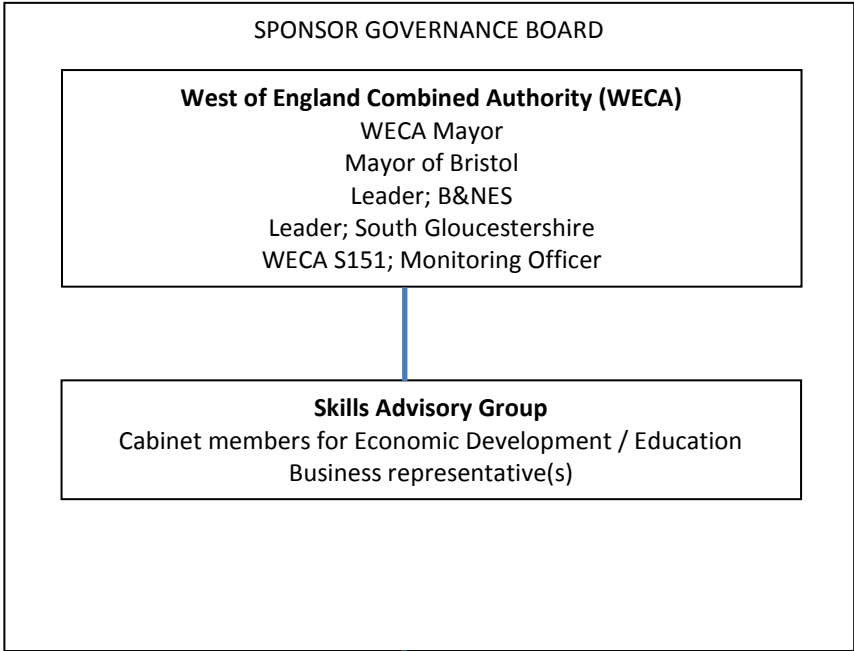 SPONSOR GOVERNANCE BOARD
West of England Combined Authority (WECA)
WECA Mayor
Mayor of Bristol
Leader; B&NES
Leader; South Gloucestershire
WECA S151; Monitoring Officer
Skills Advisory Group
Cabinet members for Economic Development / Education
Business representative(s)